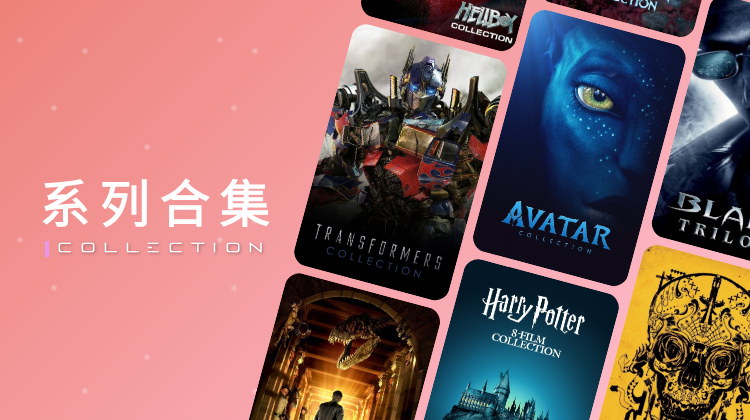 系列合集
COLLECTION
HELLBOY
COLLECTION
TRANSFORMERS
COLLECTION
AVATAR
COLLECTION
Harry Potter
8-FILM
COLLECTION